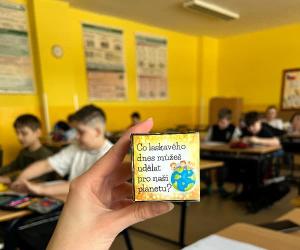 Co laskavého
dnes můžeš
udělat
pro naši
planetu?